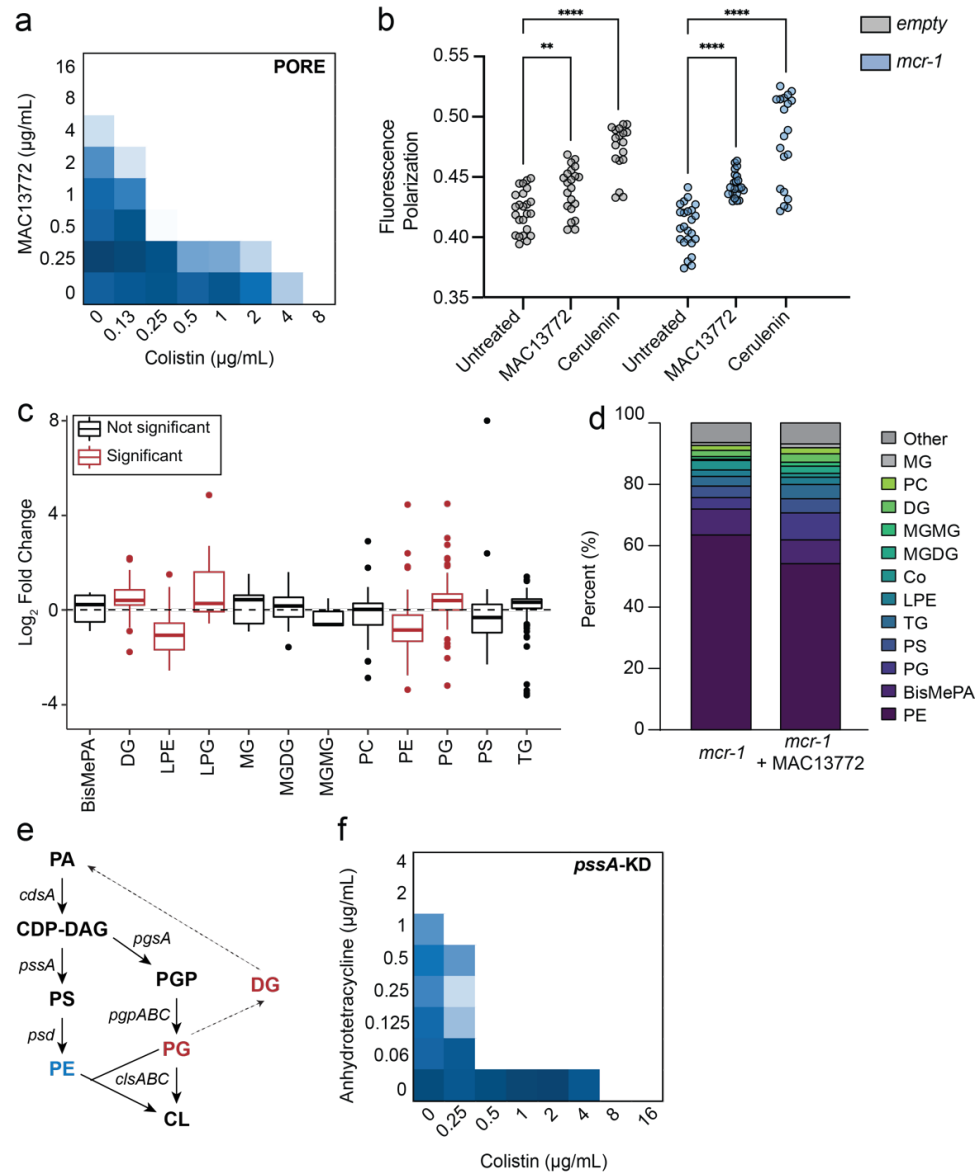 a
PORE
MAC13772 (µg/mL)
16
8
4
2
1
0.5
0.25
0
0
0.13
0.25
0.5
1
2
4
8
Colistin (µg/mL)
b
empty
mcr-1
****
**
****
****
Fluorescence
Polarization
0.55
0.50
0.45
0.40
0.35
Untreated
MAC13772
Cerulenin
Untreated
MAC13772
Cerulenin
c
Not significant
Significant
Log2 Fold Change
8
0
-4
BisMePA
DG
LPE
LPG
MG
MGDG
MGMG
PC
PE
PG
PS
TG
d
Percent (%)
100
80
60
40
20
0
mcr-1
mcr-1
+ MAC13772
Other
MG
PC
DG
MGMG
MGDG
Co
LPE
TG
PS
PG
BisMePA
PE
e
PA
cdsA
CDP-DAG
pgsA
pssA
PGP
DG
PS
pgpABC
psd
PG
PE
clsABC
CL
f
pssA-KD
Anhydrotetracycline (µg/mL)
4
2
1
0.5
0.25
0.125
0.06
0
0
0.25
0.5
1
2
4
8
16
Colistin (µg/mL)